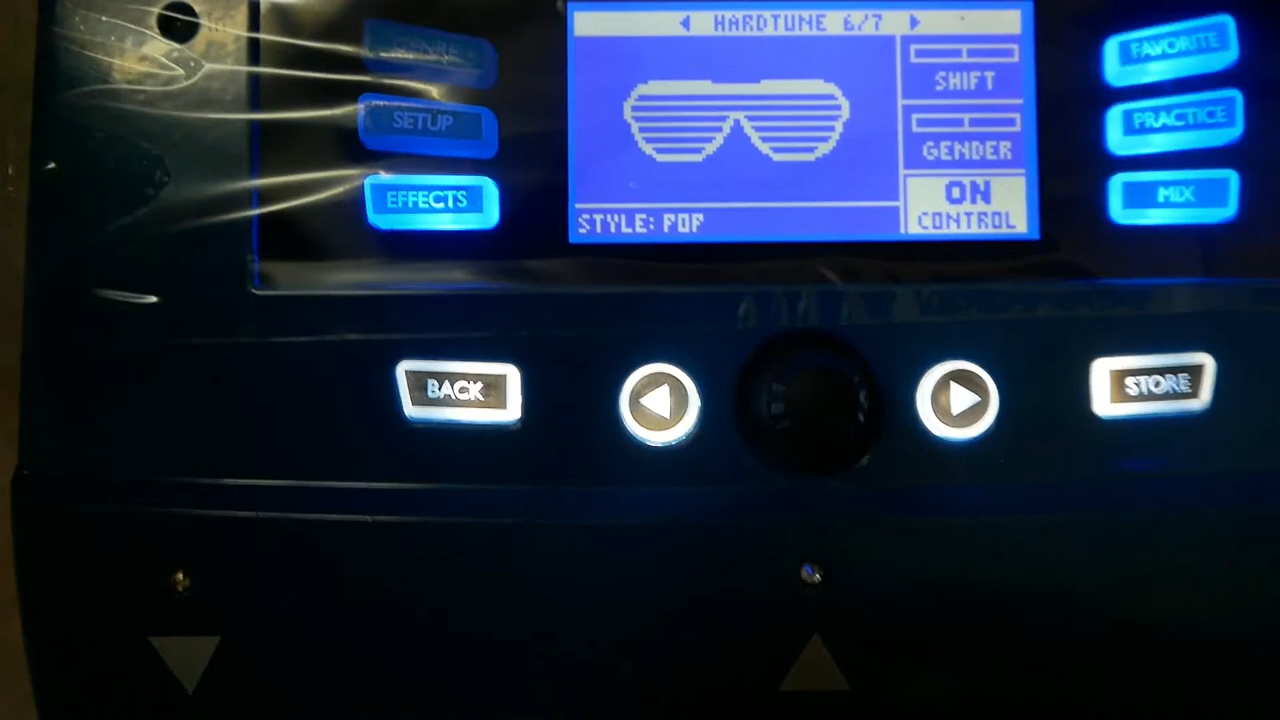 GENRE
SETUP
EFFECTS
HARDTUNE 6/7
SHIFT
GENDER
ON
CONTROL
STYLE: POP
FAVORITE
PRACTICE
MIX
BACK
STORE